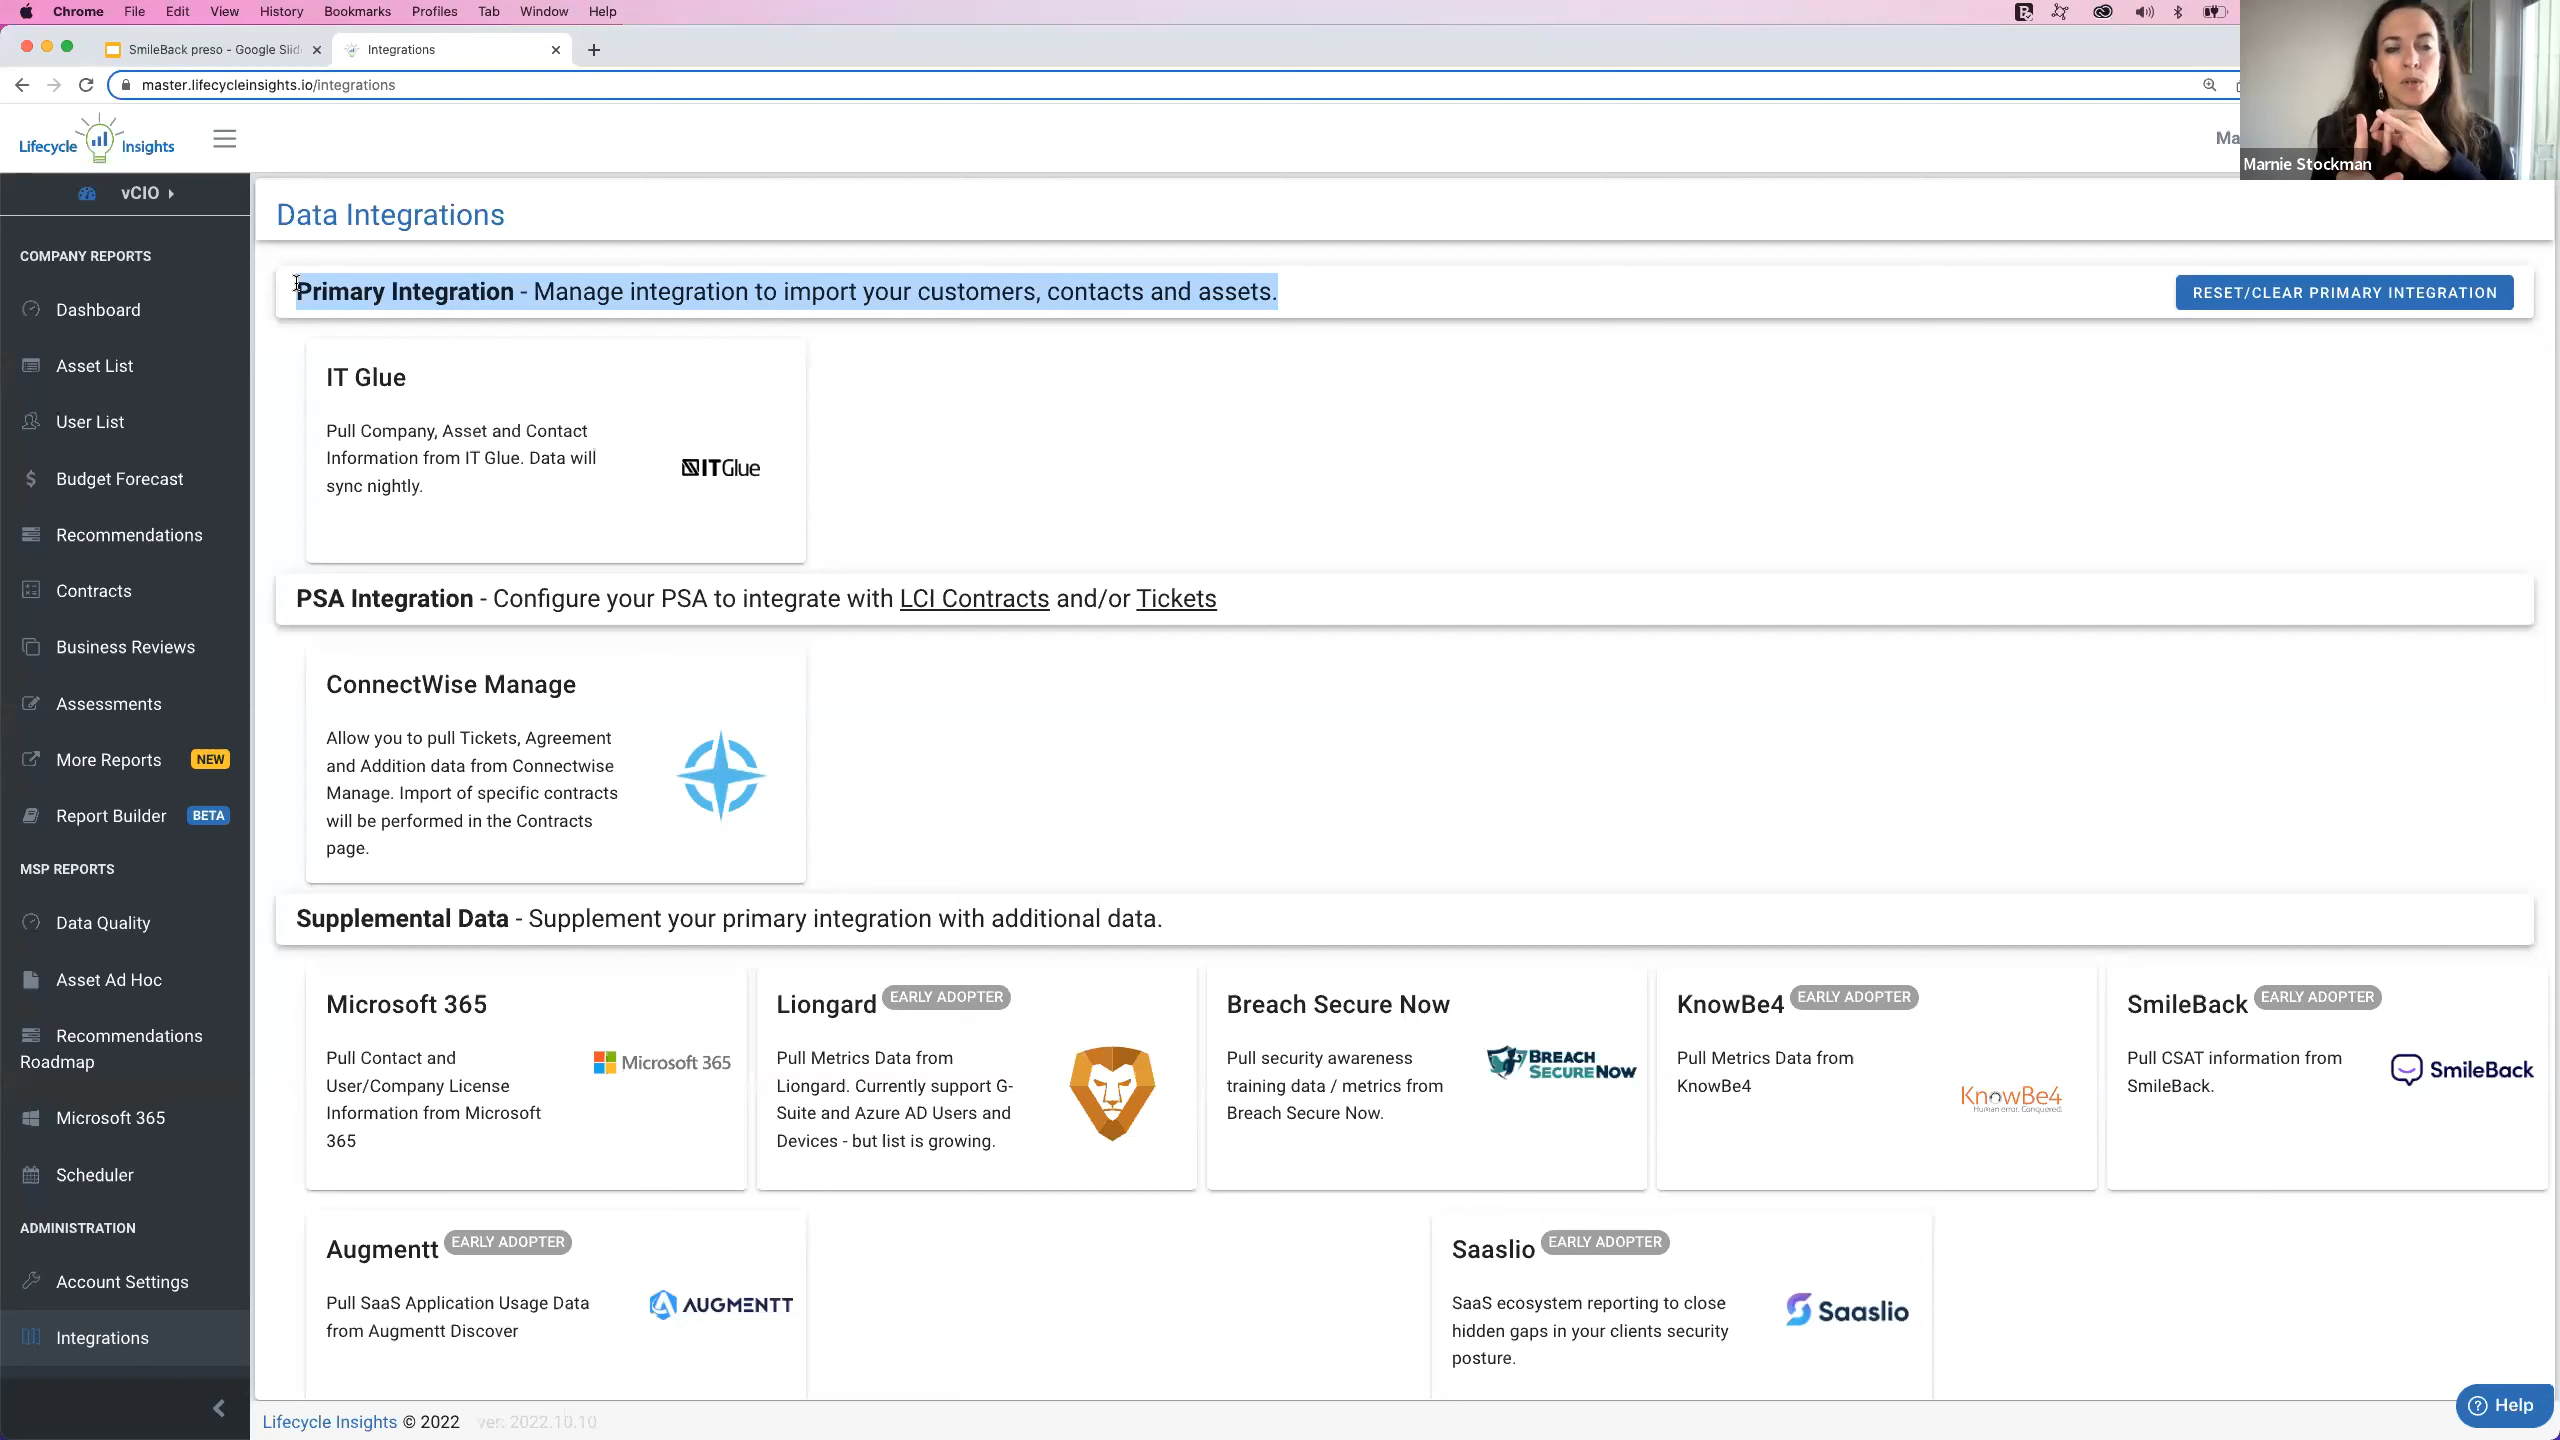 Chrome File Edit View History Bookmarks Profiles Tab Window Help
SmileBack preso - Google Slid
Integrations
master.lifecycleinsights.io/integrations
Lifecycle Insights
Ma
Marnie Stockman
vCIO
COMPANY REPORTS
Dashboard
Asset List
User List
Budget Forecast
Recommendations
Contracts
Business Reviews
Assessments
More Reports NEW
Report Builder BETA
MSP REPORTS
Data Quality
Asset Ad Hoc
Recommendations
Roadmap
Microsoft 365
Scheduler
ADMINISTRATION
Account Settings
Integrations
Data Integrations
Primary Integration - Manage integration to import your customers, contacts and assets.
RESET/CLEAR PRIMARY INTEGRATION
IT Glue
Pull Company, Asset and Contact
Information from IT Glue. Data will
sync nightly.
ITGlue
PSA Integration - Configure your PSA to integrate with LCI Contracts and/or Tickets
ConnectWise Manage
Allow you to pull Tickets, Agreement
and Addition data from Connectwise
Manage. Import of specific contracts
will be performed in the Contracts
page.
Supplemental Data - Supplement your primary integration with additional data.
Microsoft 365
Pull Contact and
User/Company License
Information from Microsoft
365
Microsoft 365
Liongard EARLY ADOPTER
Pull Metrics Data from
Liongard. Currently support G-
Suite and Azure AD Users and
Devices - but list is growing.
Breach Secure Now
Pull security awareness
training data / metrics from
Breach Secure Now.
BREACH
SECURENOW
KnowBe4 EARLY ADOPTER
Pull Metrics Data from
KnowBe4
KnowBe4
Human error. Conquered.
SmileBack EARLY ADOPTER
Pull CSAT information from
SmileBack.
SmileBack
Augmentt EARLY ADOPTER
Pull SaaS Application Usage Data
from Augmentt Discover
AUGMENTT
Saaslio EARLY ADOPTER
SaaS ecosystem reporting to close
hidden gaps in your clients security
posture.
Saaslio
Lifecycle Insights © 2022 ver: 2022.10.10
Help